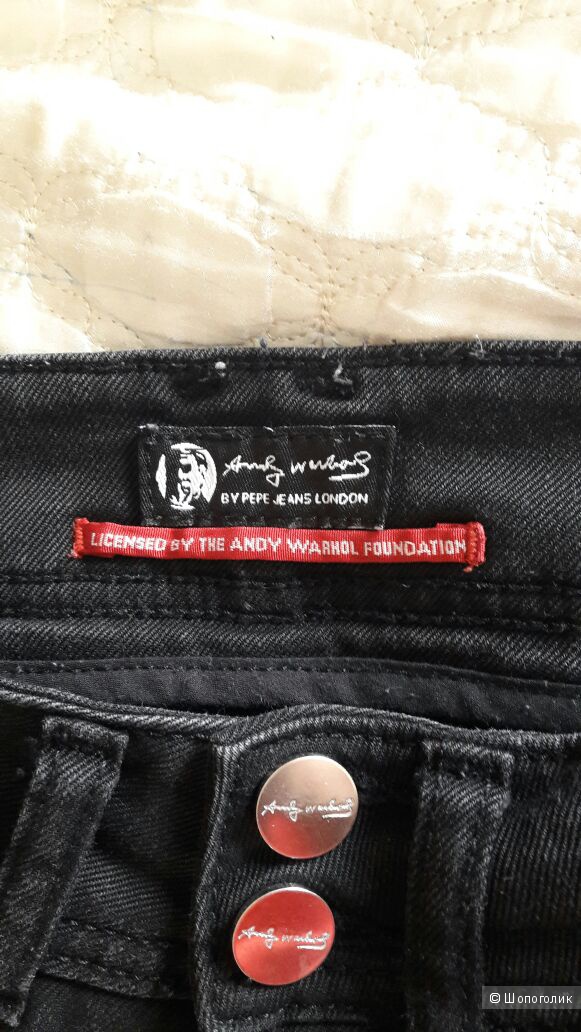 Andy Warhol
BY PEPE JEANS LONDON
LICENSED BY THE ANDY WARHOL FOUNDATION
Andy Warhol
Andy Warhol
© Шопоголик